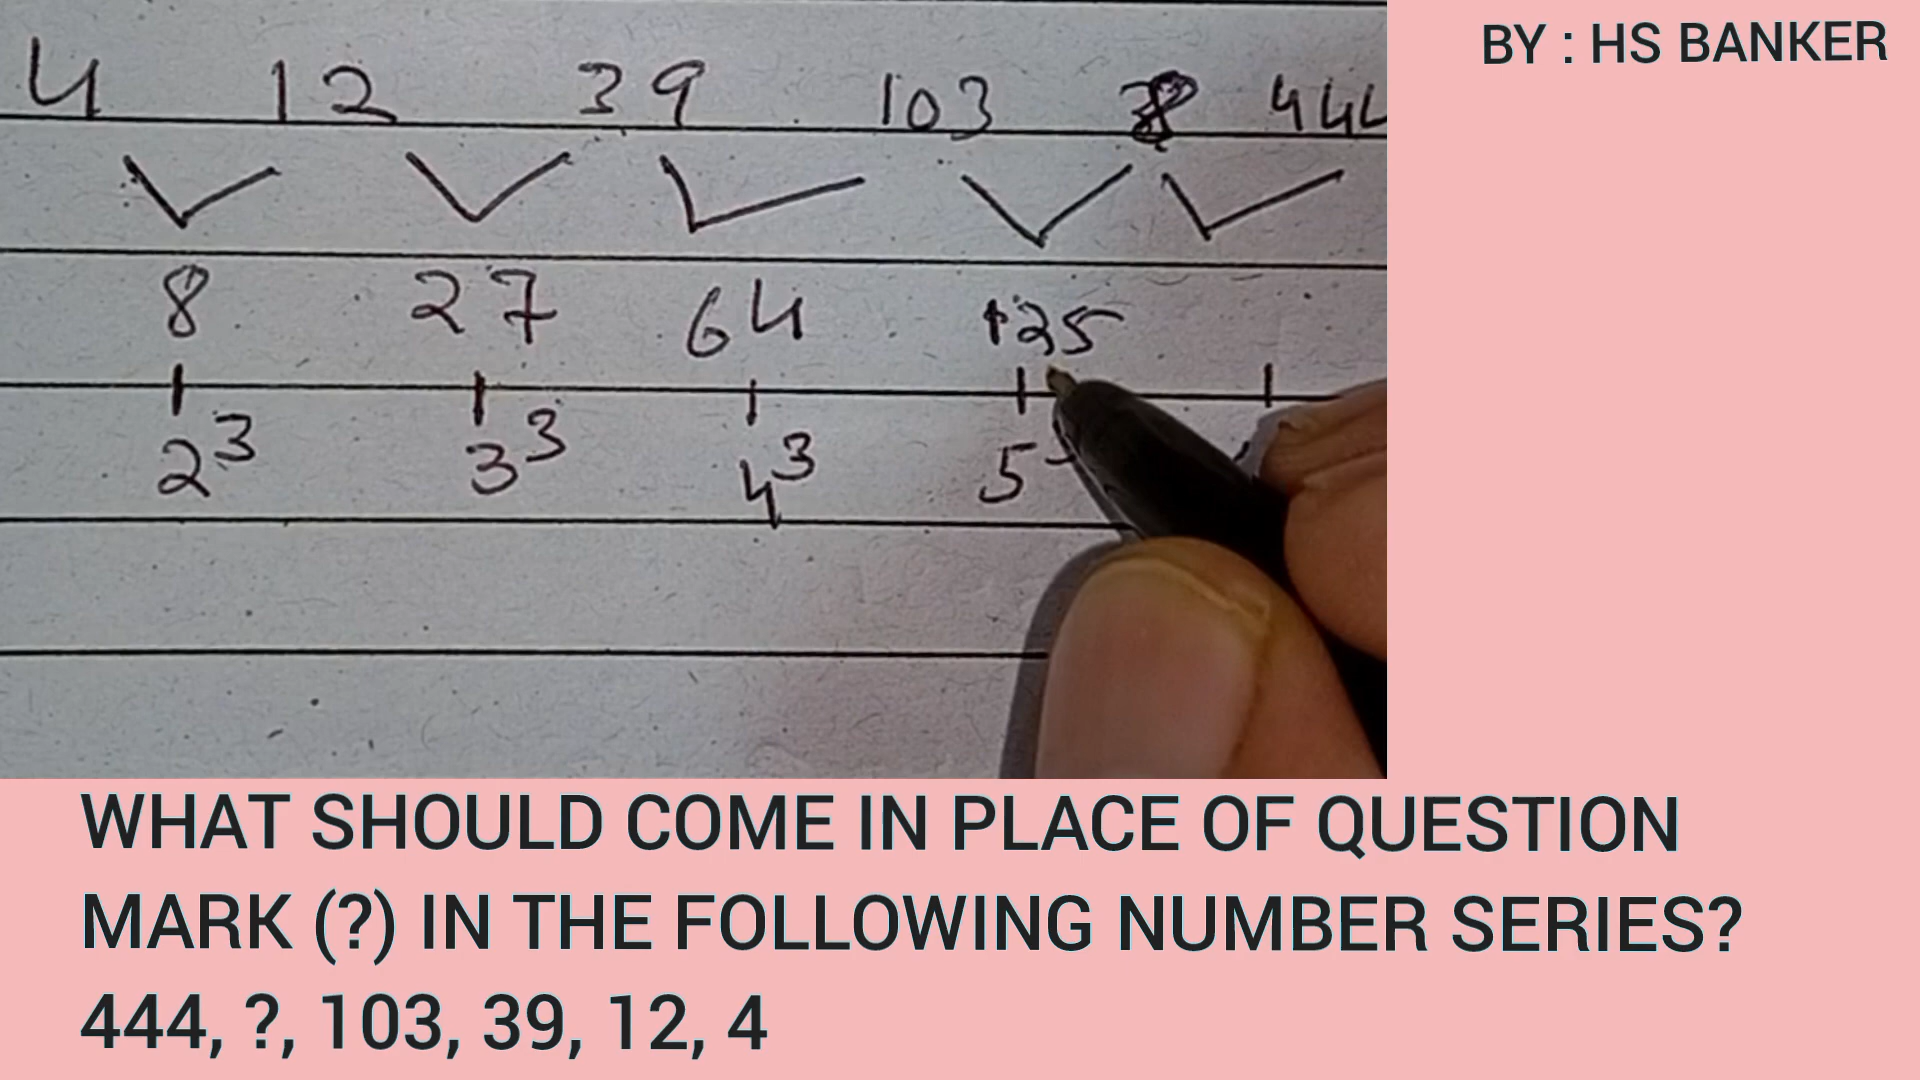 BY : HS BANKER
4 12 39 103 444
8 27 64 125
2³ 3³ 4³ 5
WHAT SHOULD COME IN PLACE OF QUESTION
MARK (?) IN THE FOLLOWING NUMBER SERIES?
444, ?, 103, 39, 12, 4